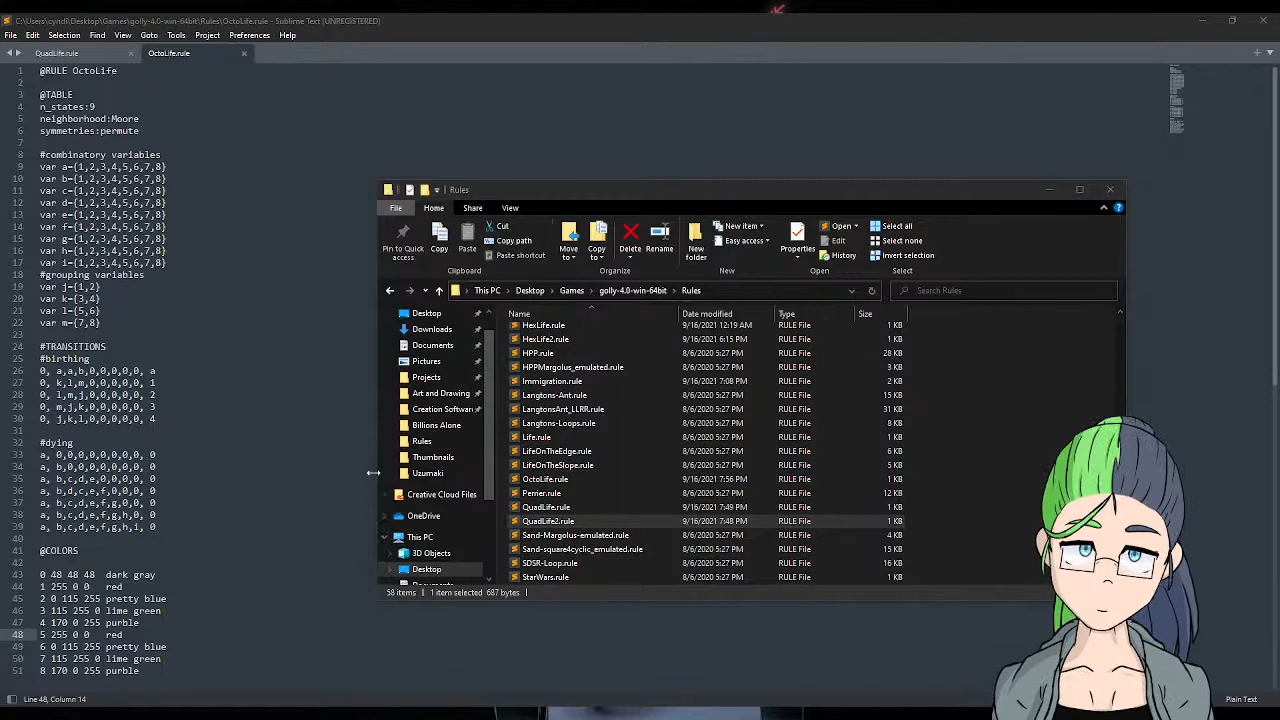 C:\Users\cyndi\Desktop\Games\golly-4.0-win-64bit\Rules\OctoLife.rule - Sublime Text (UNREGISTERED)
File Edit Selection Find View Goto Tools Project Preferences Help
QuadLife.rule OctoLife.rule
1 @RULE OctoLife
2
3 @TABLE
4 n_states:9
5 neighborhood:Moore
6 symmetries:permute
7
8 #combinatory variables
9 var a={1,2,3,4,5,6,7,8}
10 var b={1,2,3,4,5,6,7,8}
11 var c={1,2,3,4,5,6,7,8}
12 var d={1,2,3,4,5,6,7,8}
13 var e={1,2,3,4,5,6,7,8}
14 var f={1,2,3,4,5,6,7,8}
15 var g={1,2,3,4,5,6,7,8}
16 var h={1,2,3,4,5,6,7,8}
17 var i={1,2,3,4,5,6,7,8}
18 #grouping variables
19 var j={1,2}
20 var k={3,4}
21 var l={5,6}
22 var m={7,8}
23
24 #TRANSITIONS
25 #birthing
26 0, a,a,b,0,0,0,0,0, a
27 0, k,l,m,0,0,0,0,0, 1
28 0, l,m,j,0,0,0,0,0, 2
29 0, m,j,k,0,0,0,0,0, 3
30 0, j,k,l,0,0,0,0,0, 4
31
32 #dying
33 a, 0,0,0,0,0,0,0,0, 0
34 a, b,0,0,0,0,0,0,0, 0
35 a, b,c,d,e,0,0,0,0, 0
36 a, b,c,d,e,f,0,0,0, 0
37 a, b,c,d,e,f,g,0,0, 0
38 a, b,c,d,e,f,g,h,0, 0
39 a, b,c,d,e,f,g,h,i, 0
40
41 @COLORS
42
43 0 48 48 48 dark gray
44 1 255 0 0 red
45 2 0 115 255 pretty blue
46 3 115 255 0 lime green
47 4 170 0 255 purble
48 5 255 0 0 red
49 6 0 115 255 pretty blue
50 7 115 255 0 lime green
51 8 170 0 255 purble
Line 48, Column 14
Plain Text
Rules
File Home Share View
Pin to Quick access
Copy
Paste
Cut
Copy path
Paste shortcut
Clipboard
Move to
Copy to
Delete
Rename
Organize
New folder
New item
Easy access
New
Properties
Open
Edit
History
Open
Select all
Select none
Invert selection
Select
This PC > Desktop > Games > golly-4.0-win-64bit > Rules
Search Rules
Desktop
Downloads
Documents
Pictures
Projects
Art and Drawing
Creation Softwar
Billions Alone
Rules
Thumbnails
Uzumaki
Creative Cloud Files
OneDrive
This PC
3D Objects
Desktop
Name Date modified Type Size
HexLife.rule 9/16/2021 12:19 AM RULE File 1 KB
HexLife2.rule 9/16/2021 6:15 PM RULE File 1 KB
HPP.rule 8/6/2020 5:27 PM RULE File 28 KB
HPPMargolus_emulated.rule 8/6/2020 5:27 PM RULE File 3 KB
Immigration.rule 9/16/2021 7:08 PM RULE File 2 KB
Langtons-Ant.rule 8/6/2020 5:27 PM RULE File 15 KB
LangtonsAnt_LLRR.rule 8/6/2020 5:27 PM RULE File 31 KB
Langtons-Loops.rule 8/6/2020 5:27 PM RULE File 8 KB
Life.rule 8/6/2020 5:27 PM RULE File 1 KB
LifeOnTheEdge.rule 8/6/2020 5:27 PM RULE File 6 KB
LifeOnTheSlope.rule 8/6/2020 5:27 PM RULE File 5 KB
OctoLife.rule 9/16/2021 7:56 PM RULE File 1 KB
Perrier.rule 8/6/2020 5:27 PM RULE File 12 KB
QuadLife.rule 9/16/2021 7:49 PM RULE File 1 KB
QuadLife2.rule 9/16/2021 7:48 PM RULE File 1 KB
Sand-Margolus-emulated.rule 8/6/2020 5:27 PM RULE File 4 KB
Sand-square4cyclic_emulated.rule 8/6/2020 5:27 PM RULE File 15 KB
SDSR-Loop.rule 8/6/2020 5:27 PM RULE File 16 KB
StarWars.rule 8/6/2020 5:27 PM RULE File 1 KB
58 items 1 item selected 687 bytes